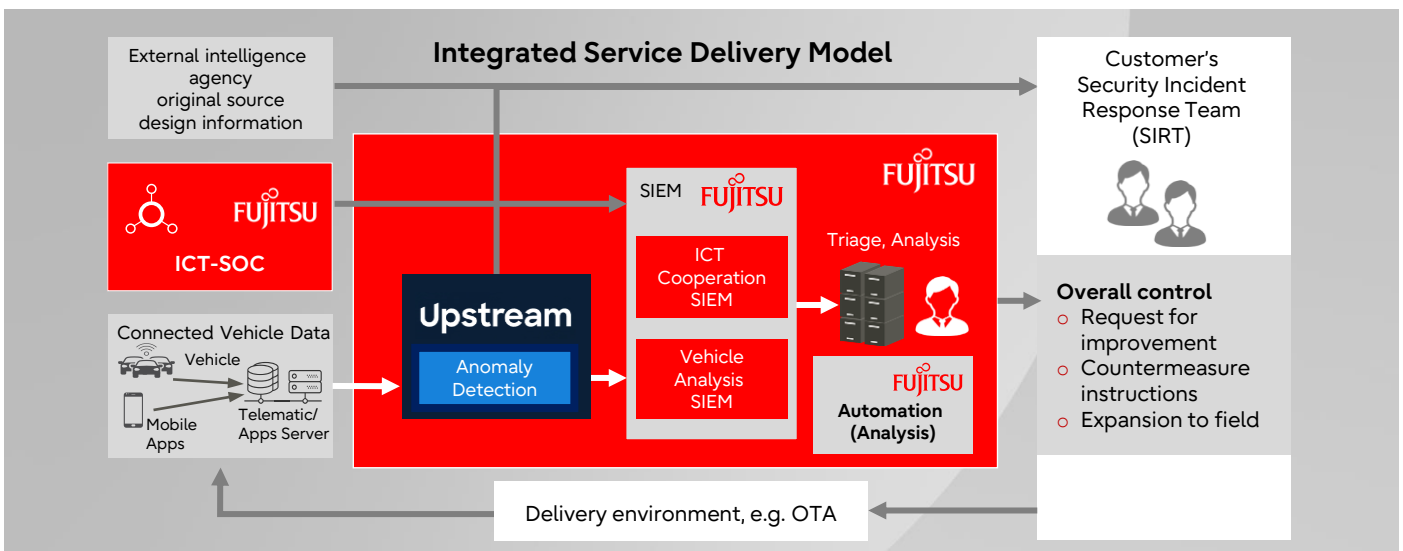 Integrated Service Delivery Model
External intelligence
agency
original source
design information
FUJITSU
ICT-SOC
Connected Vehicle Data
Vehicle
Mobile
Apps
Telematic/
Apps Server
Upstream
Anomaly
Detection
SIEM
FUJITSU
ICT
Cooperation
SIEM
Vehicle
Analysis
SIEM
FUJITSU
Triage, Analysis
FUJITSU
Automation
(Analysis)
Customer's
Security Incident
Response Team
(SIRT)
Overall control
Request for
improvement
Countermeasure
instructions
Expansion to field
Delivery environment, e.g. OTA